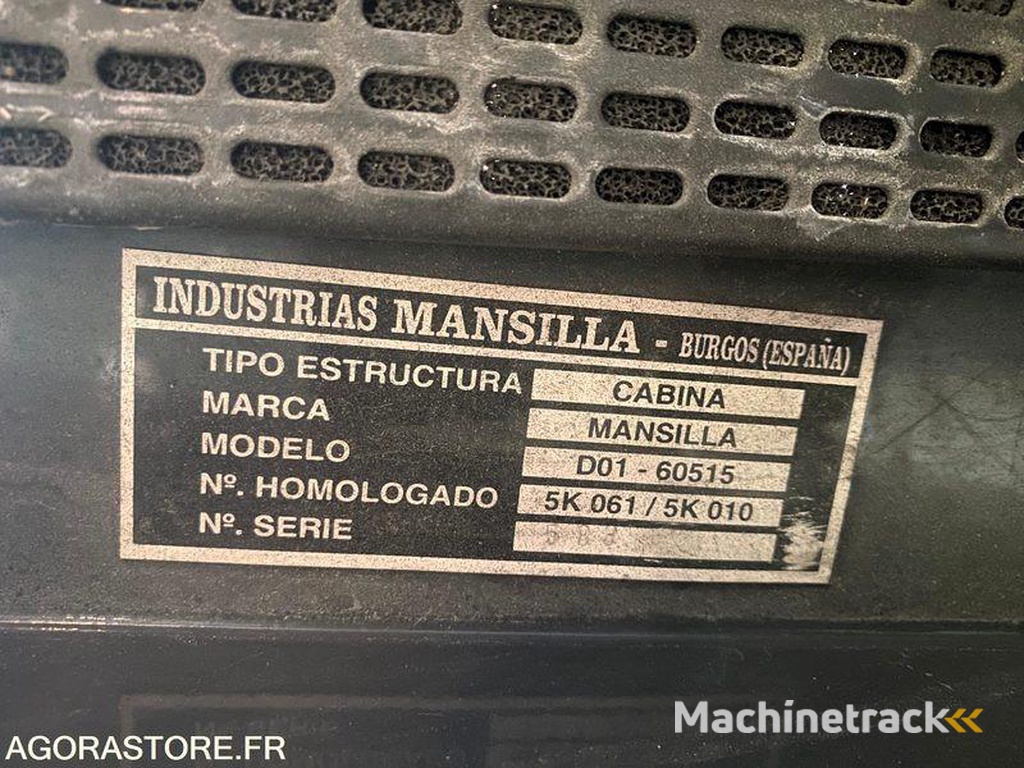 INDUSTRIAS MANSILLA - BURGOS (ESPAÑA)
TIPO ESTRUCTURA CABINA
MARCA MANSILLA
MODELO D01 - 60515
Nº. HOMOLOGADO 5K 061 / 5K 010
Nº. SERIE
Machinetrack
AGORASTORE.FR